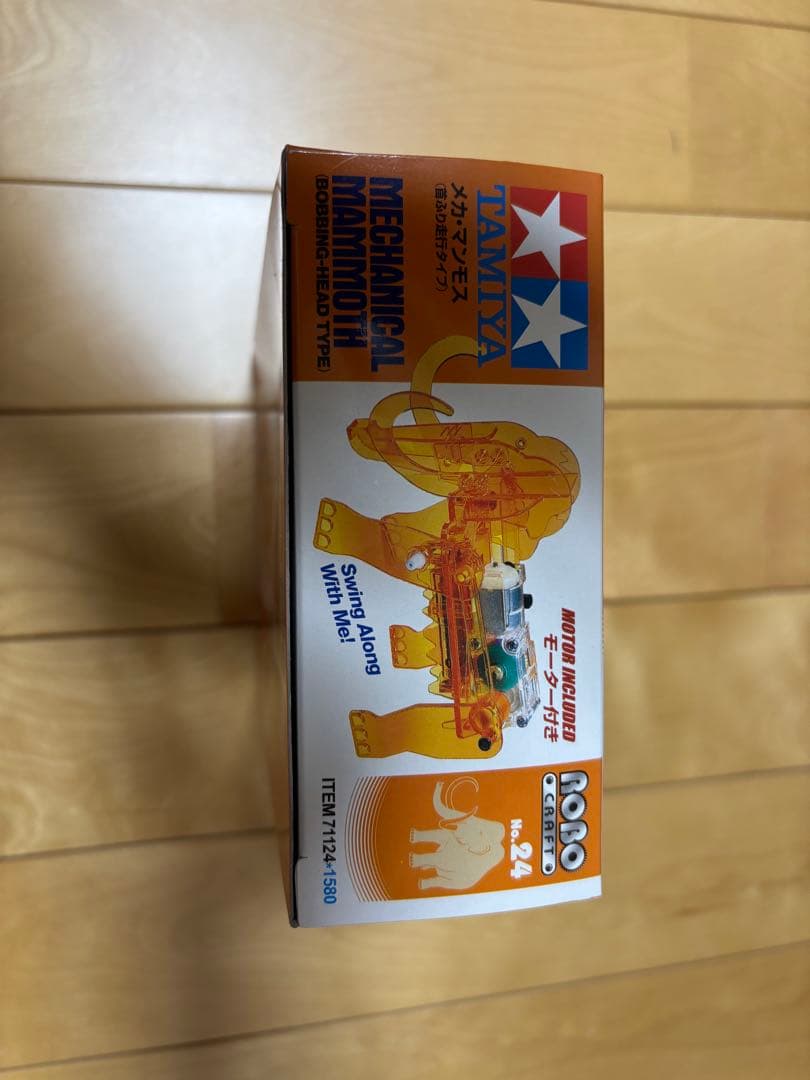 TAMIYA
メカ・マンモス
(首ふり走行タイプ)
MECHANICAL
MAMMOTH
(BOBBING-HEAD TYPE)
Swing Along
With Me!
MOTOR INCLUDED
モーター付き
ROBO
CRAFT
No.24
ITEM 71124*1580